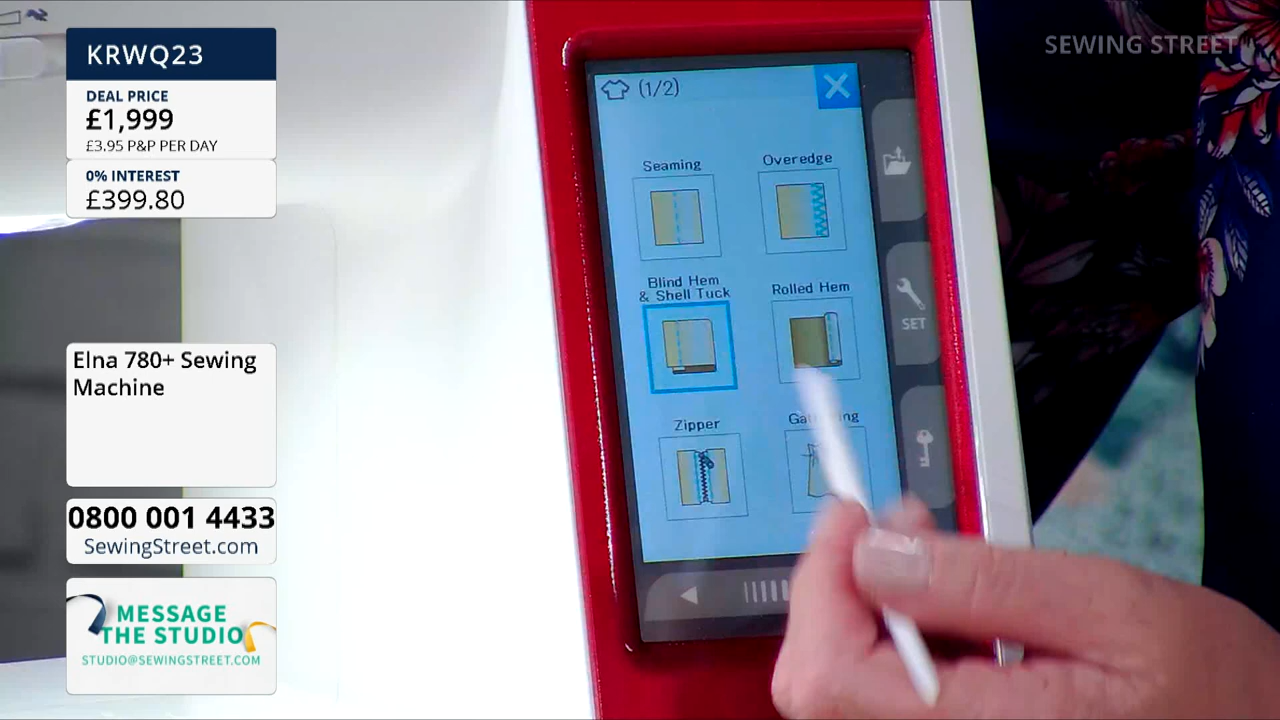 KRWQ23
DEAL PRICE
£1,999
£3.95 P&P PER DAY
0% INTEREST
£399.80
Elna 780+ Sewing
Machine
0800 001 4433
SewingStreet.com
MESSAGE
THE STUDIO
STUDIO@SEWINGSTREET.COM
SEWING STREET
(1/2)
Seaming
Overedge
Blind Hem
& Shell Tuck
Rolled Hem
Zipper
Gathering
SET